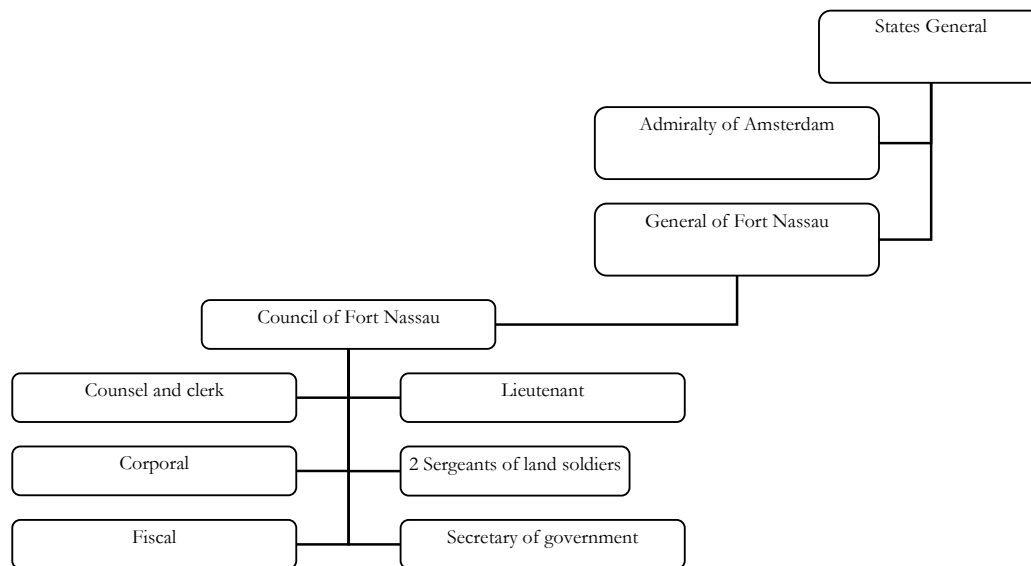 States General
Admiralty of Amsterdam
General of Fort Nassau
Council of Fort Nassau
Counsel and clerk
Lieutenant
Corporal
2 Sergeants of land soldiers
Fiscal
Secretary of government